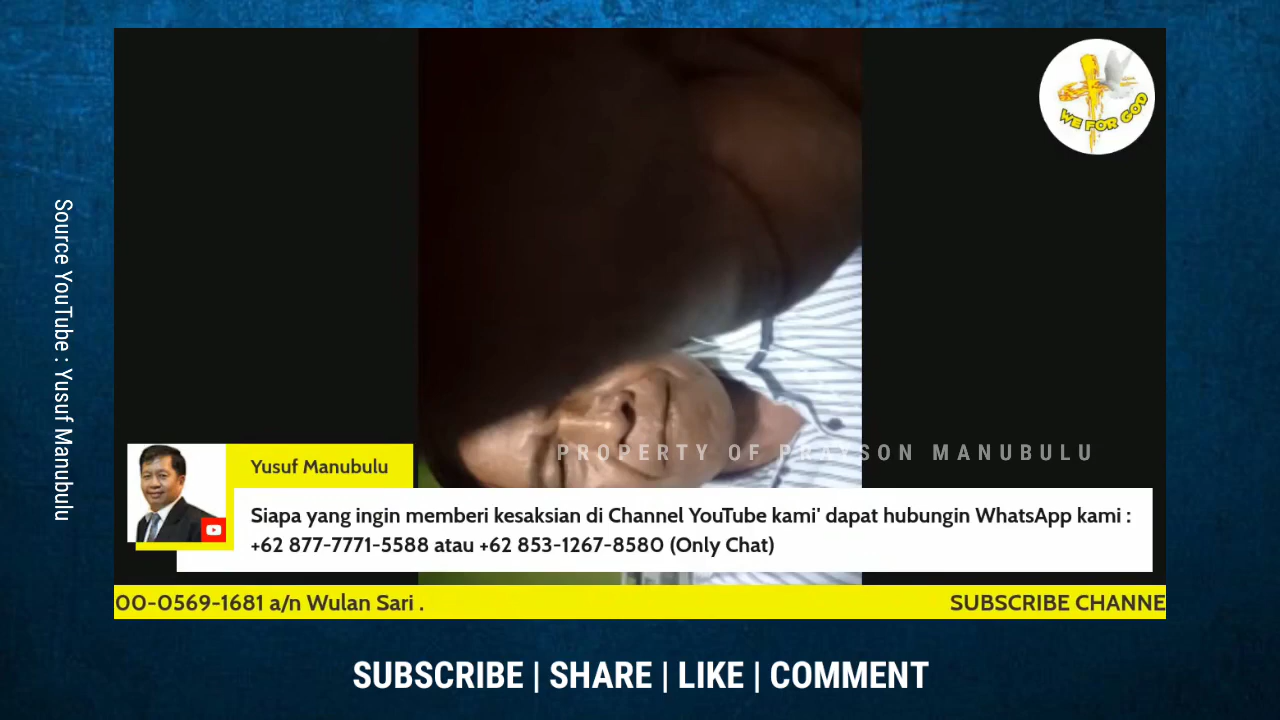 WE FOR GOD
Source YouTube : Yusuf Manubulu
PROPERTY OF PRAYSON MANUBULU
Yusuf Manubulu
Siapa yang ingin memberi kesaksian di Channel YouTube kami' dapat hubungin WhatsApp kami :
+62 877-7771-5588 atau +62 853-1267-8580 (Only Chat)
00-0569-1681 a/n Wulan Sari . SUBSCRIBE CHANNE
SUBSCRIBE | SHARE | LIKE | COMMENT